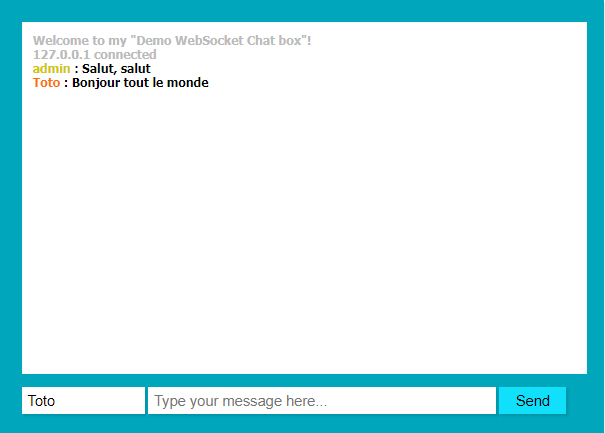 Welcome to my "Demo WebSocket Chat box"!
127.0.0.1 connected
admin : Salut, salut
Toto : Bonjour tout le monde
Toto Type your message here... Send